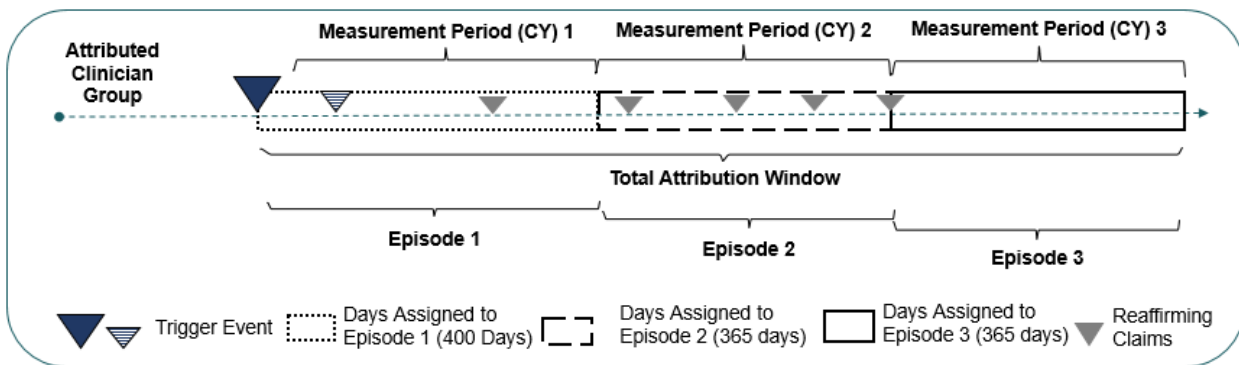 Measurement Period (CY) 1
Measurement Period (CY) 2
Measurement Period (CY) 3
Attributed
Clinician
Group
Total Attribution Window
Episode 1
Episode 2
Episode 3
Trigger Event
Days Assigned to
Episode 1 (400 Days)
Days Assigned to
Episode 2 (365 days)
Days Assigned to
Episode 3 (365 days)
Reaffirming
Claims